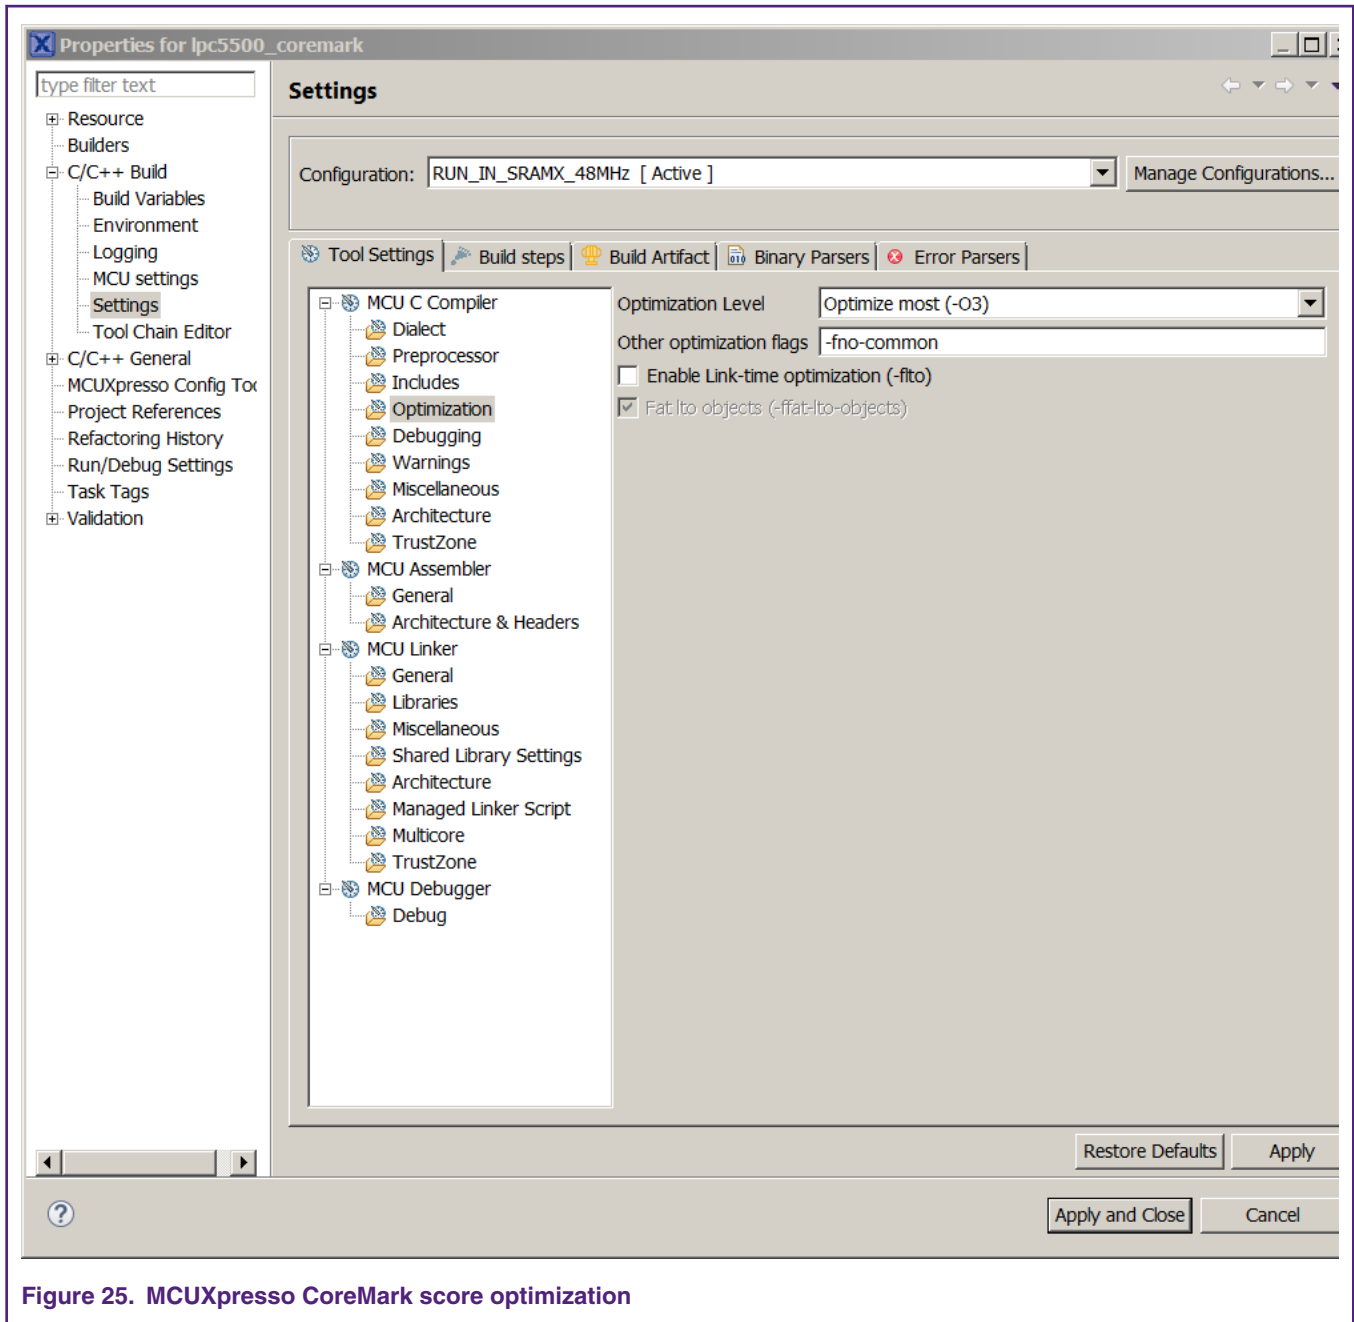 Properties for lpc5500_coremark
type filter text
Resource
Builders
C/C++ Build
Build Variables
Environment
Logging
MCU settings
Settings
Tool Chain Editor
C/C++ General
MCUXpresso Config Too
Project References
Refactoring History
Run/Debug Settings
Task Tags
Validation
Settings
Configuration: RUN_IN_SRAMX_48MHz [ Active ] Manage Configurations...
Tool Settings Build steps Build Artifact Binary Parsers Error Parsers
MCU C Compiler
Dialect
Preprocessor
Includes
Optimization
Debugging
Warnings
Miscellaneous
Architecture
TrustZone
MCU Assembler
General
Architecture & Headers
MCU Linker
General
Libraries
Miscellaneous
Shared Library Settings
Architecture
Managed Linker Script
Multicore
TrustZone
MCU Debugger
Debug
Optimization Level Optimize most (-O3)
Other optimization flags -fno-common
Enable Link-time optimization (-flto)
Fat lto objects (-ffat-lto-objects)
Restore Defaults Apply
Apply and Close Cancel
Figure 25. MCUXpresso CoreMark score optimization